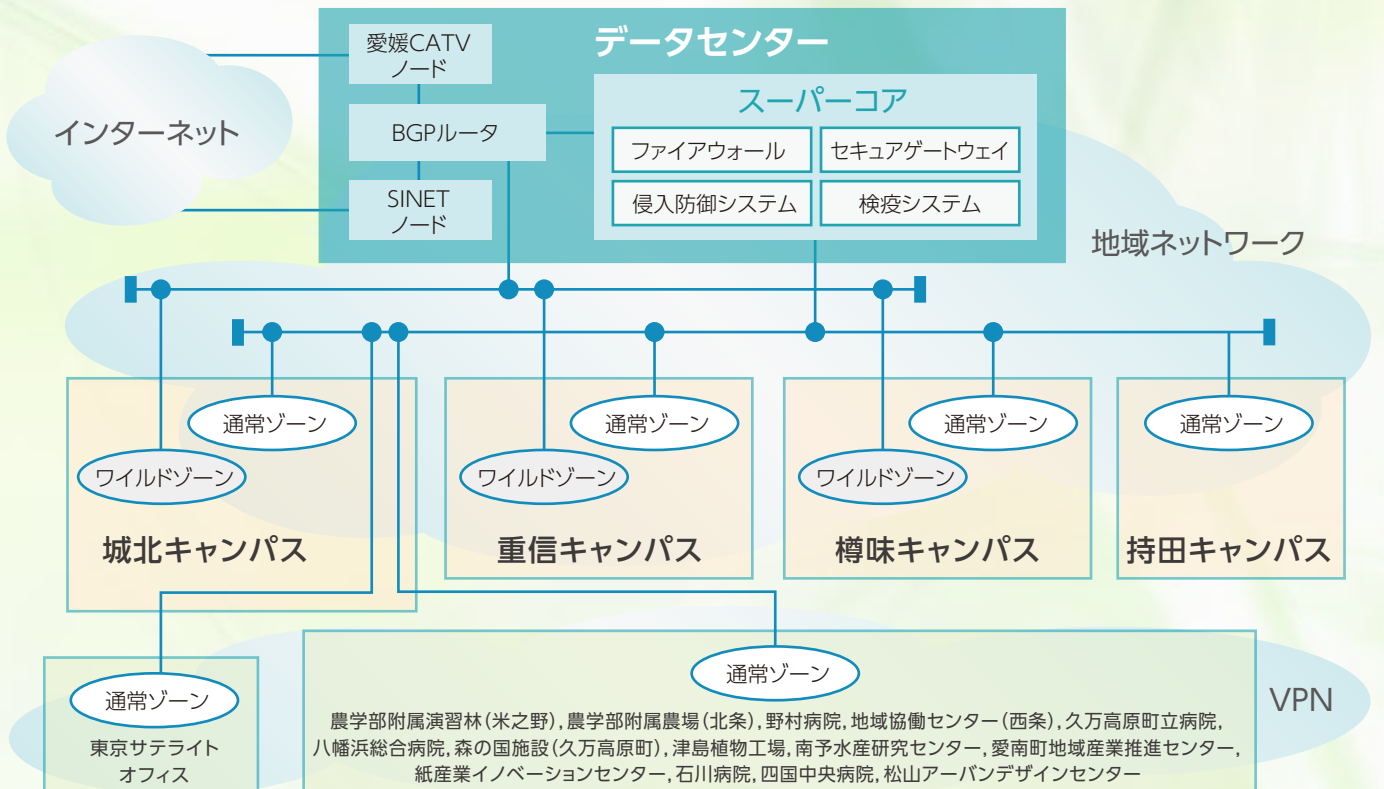 データセンター
愛媛CATV
ノード
インターネット
BGPルータ
SINET
ノード
スーパーコア
ファイアウォール
セキュアゲートウェイ
侵入防御システム
検疫システム
地域ネットワーク
通常ゾーン
ワイルドゾーン
城北キャンパス
通常ゾーン
ワイルドゾーン
重信キャンパス
通常ゾーン
ワイルドゾーン
樽味キャンパス
通常ゾーン
持田キャンパス
通常ゾーン
東京サテライト
オフィス
通常ゾーン
VPN
農学部附属演習林(米之野),農学部附属農場(北条),野村病院,地域協働センター(西条),久万高原町立病院,
八幡浜総合病院,森の国施設(久万高原町),津島植物工場,南予水産研究センター,愛南町地域産業推進センター,
紙産業イノベーションセンター,石川病院,四国中央病院,松山アーバンデザインセンター